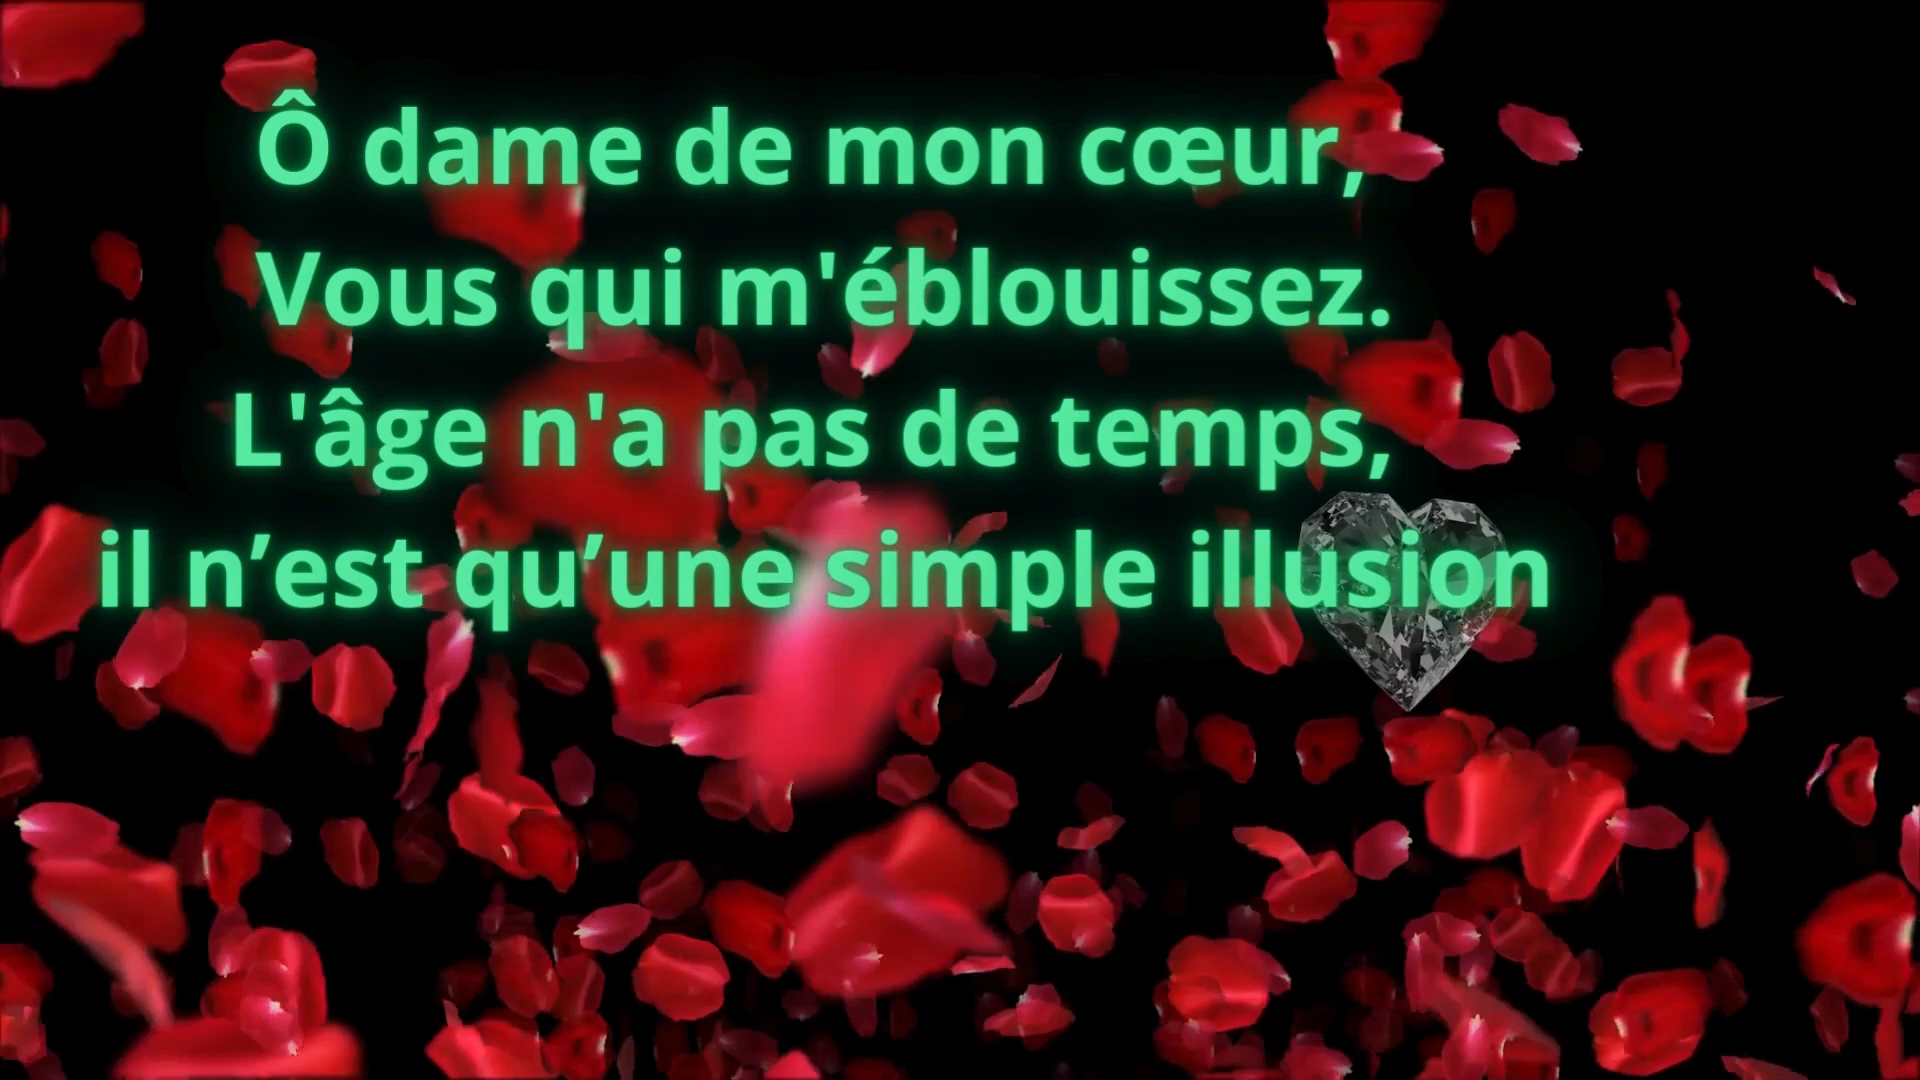 Ô dame de mon cœur,
Vous qui m'éblouissez.
L'âge n'a pas de temps,
il n’est qu’une simple illusion